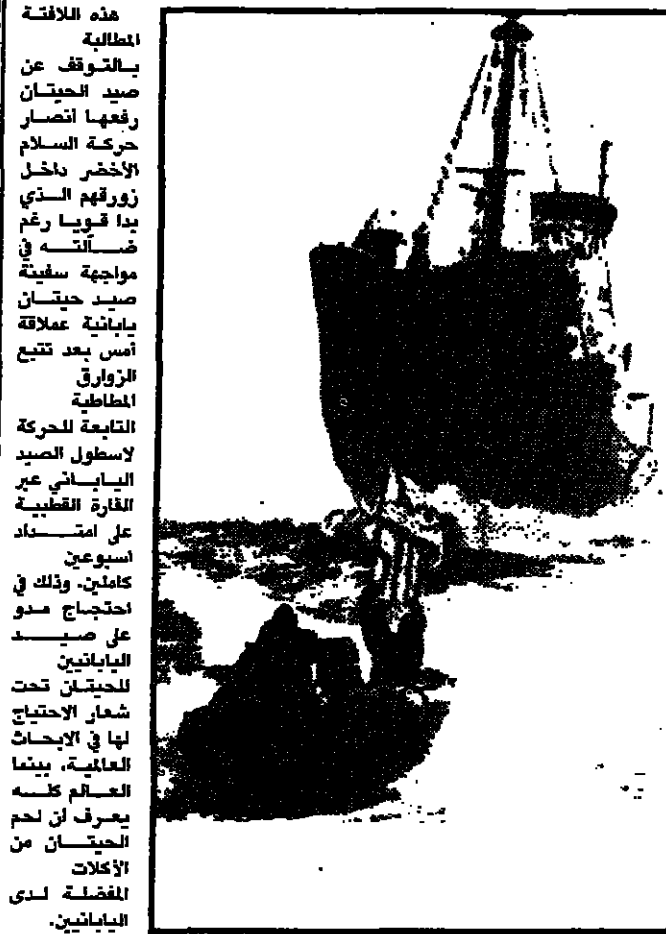 هذه اللافتة
المطالبة
بالتوقف عن
صيد الحيتان
رفعها انصار
حركة السلام
الأخضر داخل
زورقهم الذي
بدا قويا رغم
ضآلته في
مواجهة سفينة
صيد حيتان
يابانية عملاقة
أمس بعد تتبع
الزوارق
المطاطية
التابعة للحركة
لاسطول الصيد
الياباني عبر
القارة القطبية
على امتداد
اسبوعين
كاملين. وذلك في
احتجاج مدو
على صيد
اليابانيين
للحيتان تحت
شعار الاحتياج
لها في الابحاث
العالمية. بينما
العالم كله
يعرف ان لحم
الحيتان من
الأكلات
المفضلة لدى
اليابانيين.